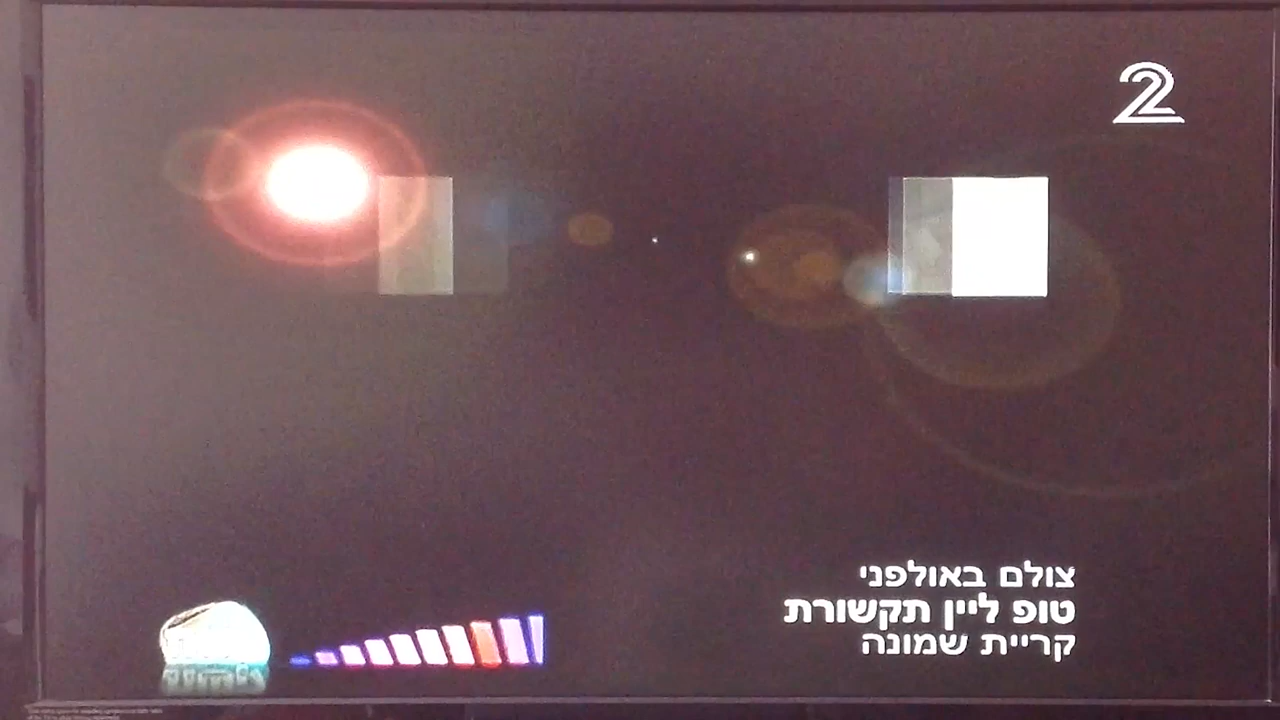 2
צולם באולפני
טופ ליין תקשורת
קריית שמונה